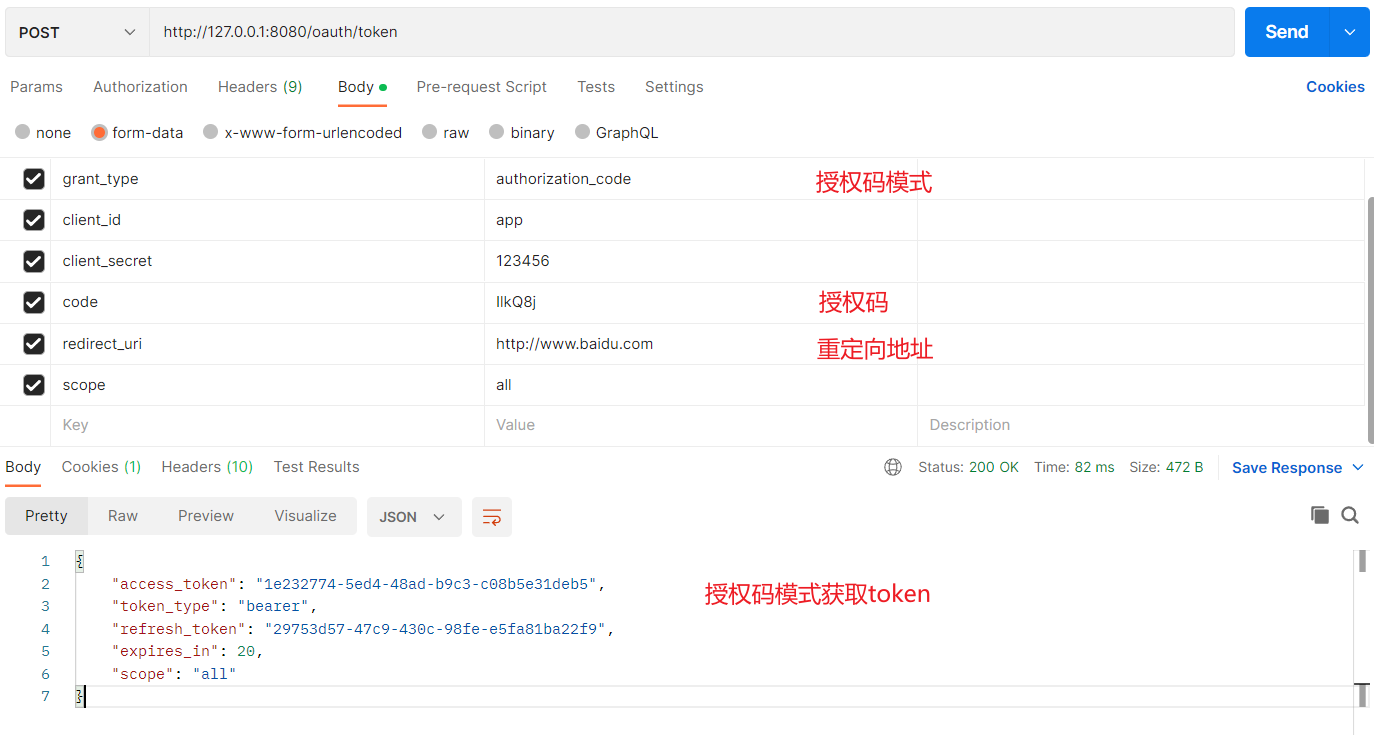 POST http://127.0.0.1:8080/oauth/token Send
Params Authorization Headers (9) Body Pre-request Script Tests Settings Cookies
none form-data x-www-form-urlencoded raw binary GraphQL
grant_type authorization_code 授权码模式
client_id app
client_secret 123456
code IlkQ8j 授权码
redirect_uri http://www.baidu.com 重定向地址
scope all
Key Value Description
Body Cookies (1) Headers (10) Test Results Status: 200 OK Time: 82 ms Size: 472 B Save Response
Pretty Raw Preview Visualize JSON
1 {
2 "access_token": "1e232774-5ed4-48ad-b9c3-c08b5e31deb5", 授权码模式获取token
3 "token_type": "bearer",
4 "refresh_token": "29753d57-47c9-430c-98fe-e5fa81ba22f9",
5 "expires_in": 20,
6 "scope": "all"
7 }